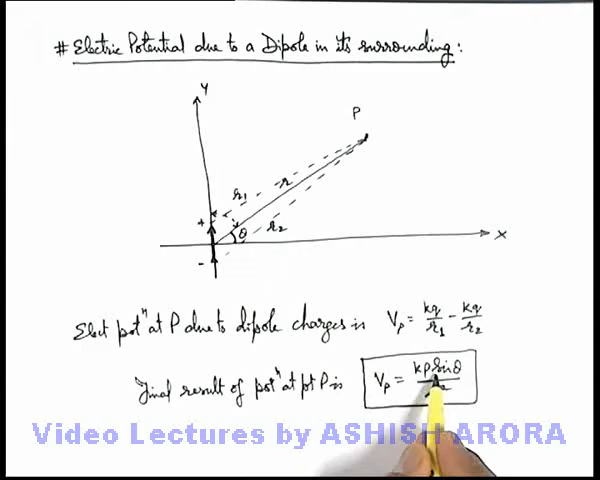 # Electric Potential due to a Dipole in its surrounding:
Y
P
r₁
r
+
θ
r₂
X
-
Elect potⁿ at P due to dipole charges is Vₚ = kq/r₁ - kq/r₂
Final result of potⁿ at pt P is Vₚ = kp sinθ/r²
Video Lectures by ASHISH ARORA